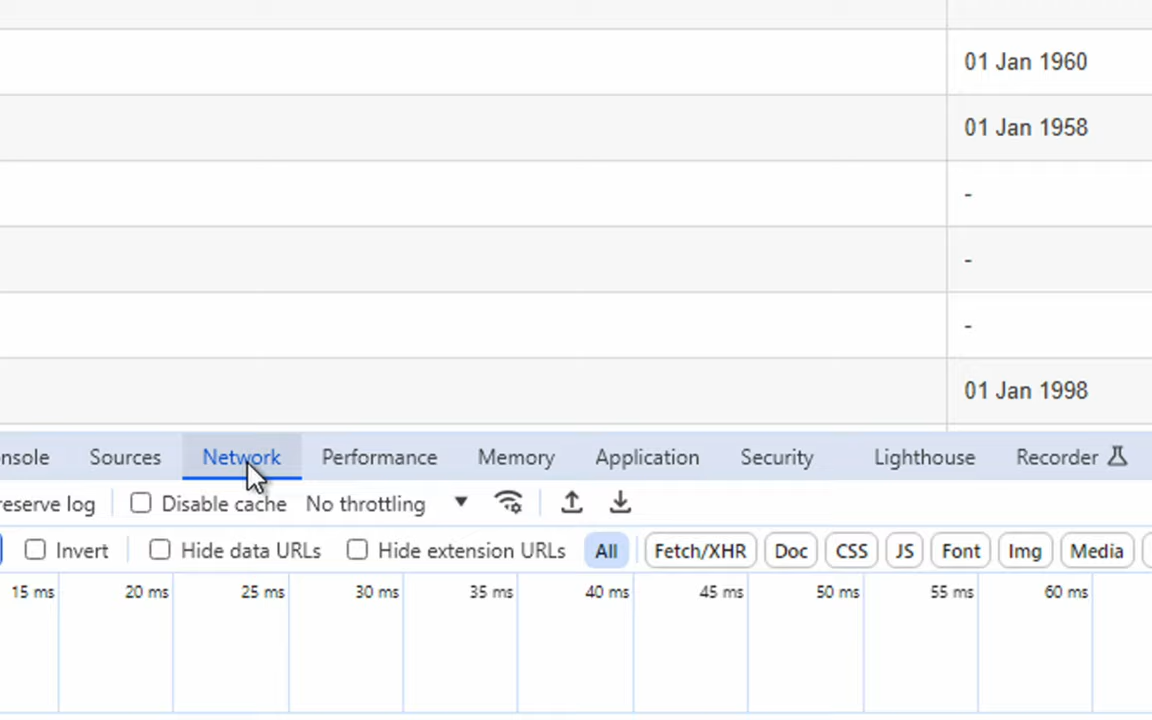 01 Jan 1960
01 Jan 1958
-
-
-
01 Jan 1998
nsole Sources Network Performance Memory Application Security Lighthouse Recorder
reserve log Disable cache No throttling
Invert Hide data URLs Hide extension URLs All Fetch/XHR Doc CSS JS Font Img Media
15 ms 20 ms 25 ms 30 ms 35 ms 40 ms 45 ms 50 ms 55 ms 60 ms